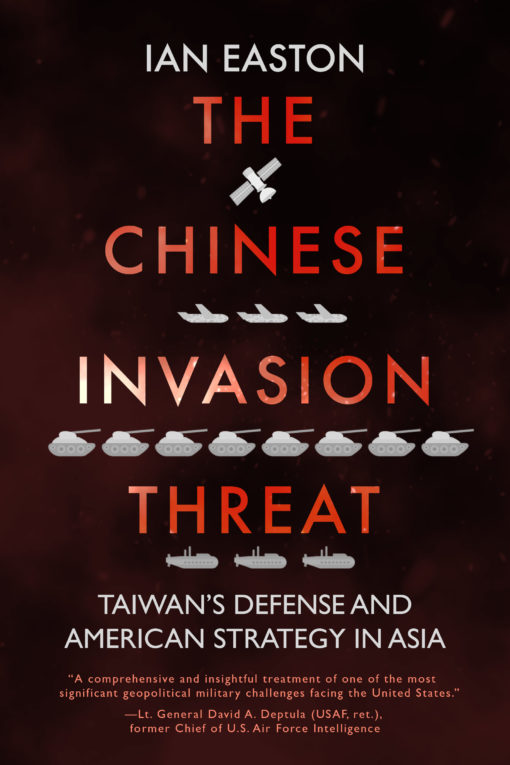 IAN EASTON
THE
CHINESE
INVASION
THREAT
TAIWAN'S DEFENSE AND
AMERICAN STRATEGY IN ASIA
"A comprehensive and insightful treatment of one of the most
significant geopolitical military challenges facing the United States."
—Lt. General David A. Deptula (USAF, ret.),
former Chief of U.S. Air Force Intelligence